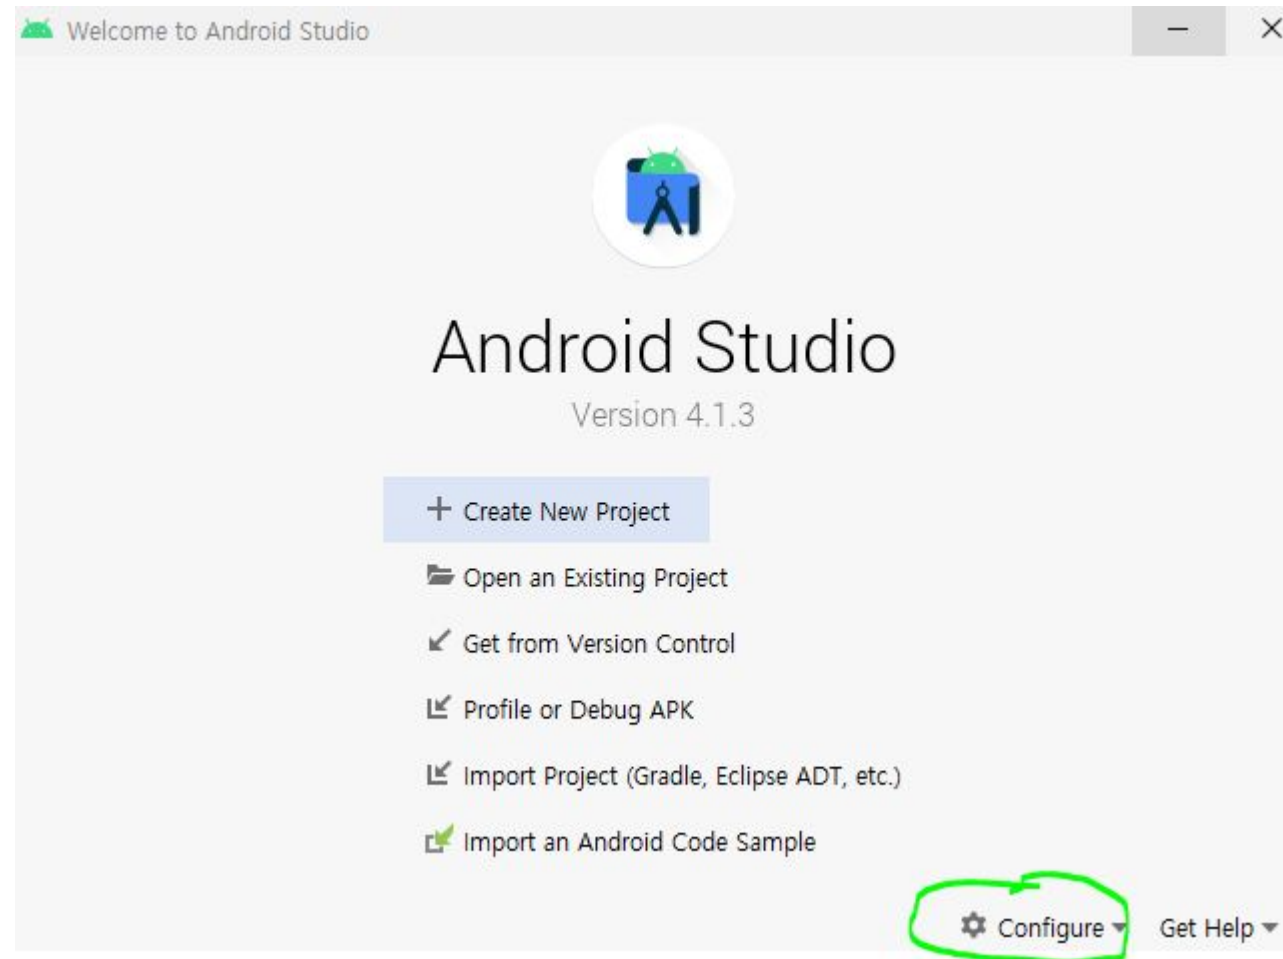 Welcome to Android Studio
Android Studio
Version 4.1.3
Create New Project
Open an Existing Project
Get from Version Control
Profile or Debug APK
Import Project (Gradle, Eclipse ADT, etc.)
Import an Android Code Sample
Configure Get Help